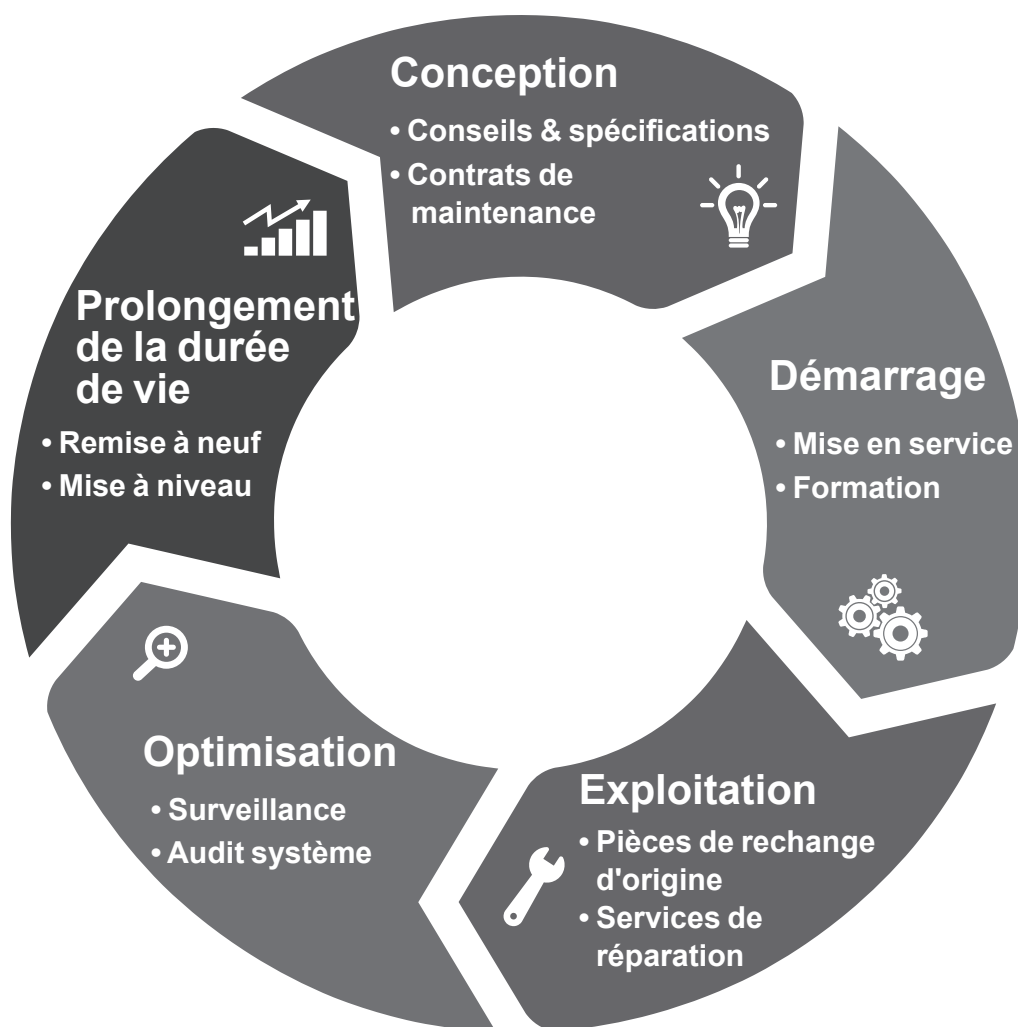 Conception
• Conseils & spécifications
• Contrats de
maintenance
Démarrage
• Mise en service
• Formation
Exploitation
• Pièces de rechange
d'origine
• Services de
réparation
Optimisation
• Surveillance
• Audit système
Prolongement
de la durée
de vie
• Remise à neuf
• Mise à niveau